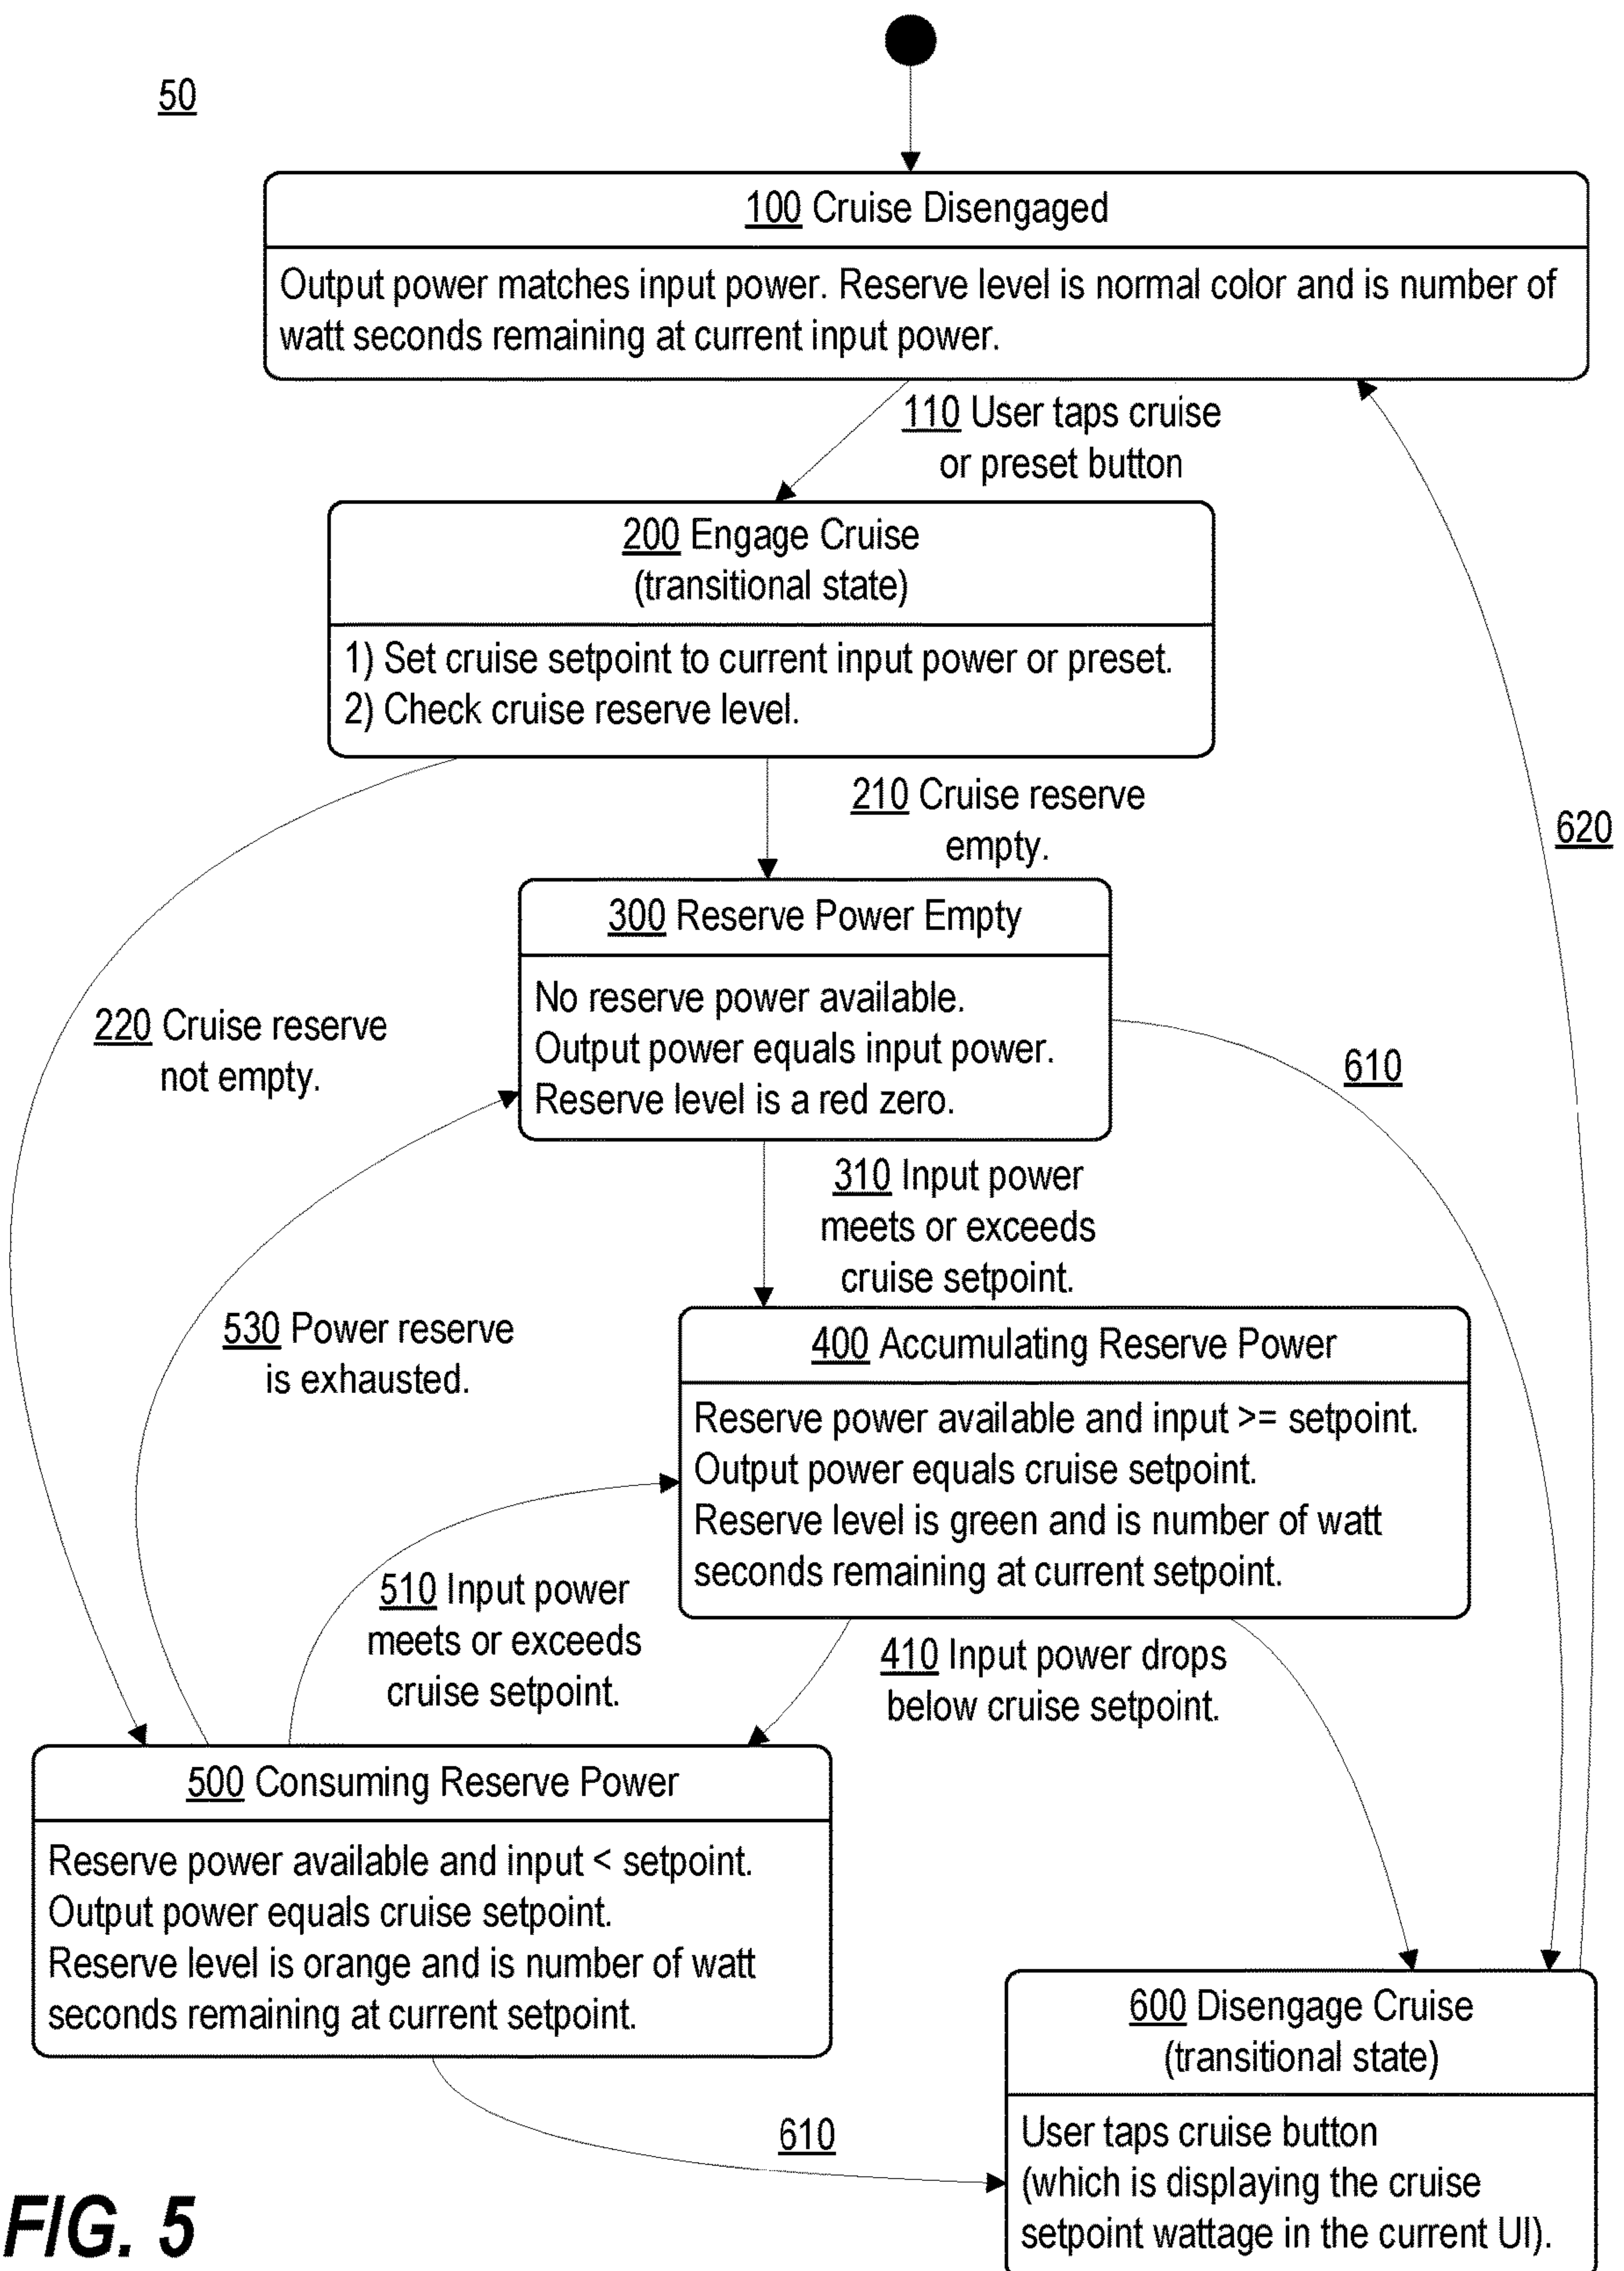 50
100 Cruise Disengaged
Output power matches input power. Reserve level is normal color and is number of
watt seconds remaining at current input power.
110 User taps cruise
or preset button
200 Engage Cruise
(transitional state)
1) Set cruise setpoint to current input power or preset.
2) Check cruise reserve level.
210 Cruise reserve
empty.
620
300 Reserve Power Empty
No reserve power available.
Output power equals input power.
Reserve level is a red zero.
220 Cruise reserve
not empty.
610
310 Input power
meets or exceeds
cruise setpoint.
530 Power reserve
is exhausted.
400 Accumulating Reserve Power
Reserve power available and input >= setpoint.
Output power equals cruise setpoint.
Reserve level is green and is number of watt
seconds remaining at current setpoint.
510 Input power
meets or exceeds
cruise setpoint.
410 Input power drops
below cruise setpoint.
500 Consuming Reserve Power
Reserve power available and input < setpoint.
Output power equals cruise setpoint.
Reserve level is orange and is number of watt
seconds remaining at current setpoint.
600 Disengage Cruise
(transitional state)
User taps cruise button
(which is displaying the cruise
setpoint wattage in the current UI).
610
FIG. 5